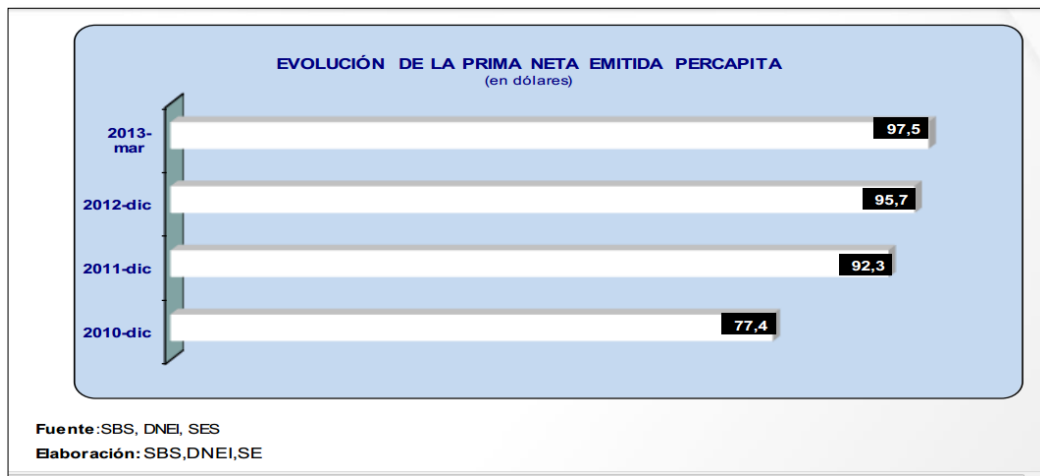 EVOLUCIÓN DE LA PRIMA NETA EMITIDA PERCAPITA
(en dólares)
2013-
mar
97,5
2012-dic
95,7
2011-dic
92,3
2010-dic
77,4
Fuente:SBS, DNEI, SES
Elaboración: SBS,DNEI,SE